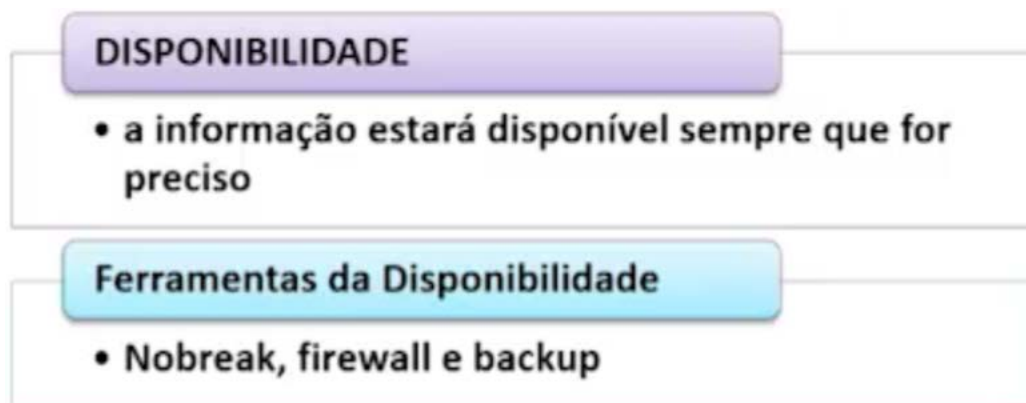 DISPONIBILIDADE
• a informação estará disponível sempre que for
preciso
Ferramentas da Disponibilidade
• Nobreak, firewall e backup